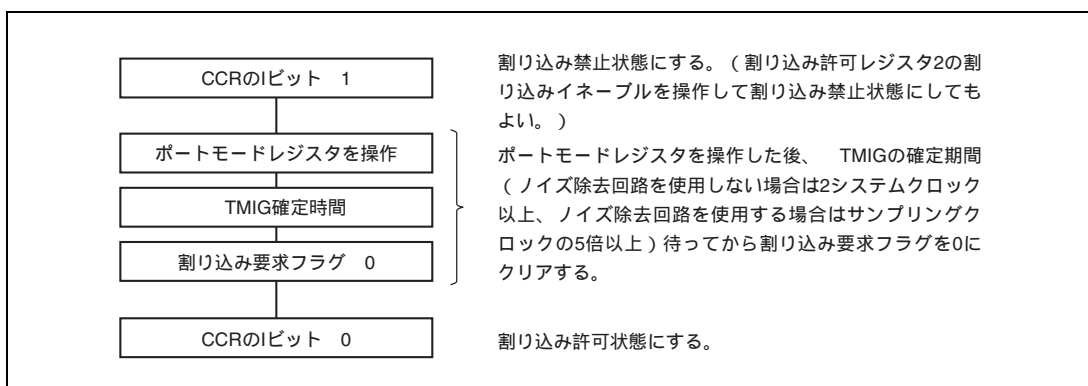 CCRのIビット　1
割り込み禁止状態にする。（割り込み許可レジスタ2の割
り込みイネーブルを操作して割り込み禁止状態にしても
よい。）
ポートモードレジスタを操作
TMIG確定時間
割り込み要求フラグ　0
ポートモードレジスタを操作した後、　TMIGの確定期間
（ノイズ除去回路を使用しない場合は2システムクロック
以上、ノイズ除去回路を使用する場合はサンプリングク
ロックの5倍以上）待ってから割り込み要求フラグを0に
クリアする。
CCRのIビット　0
割り込み許可状態にする。